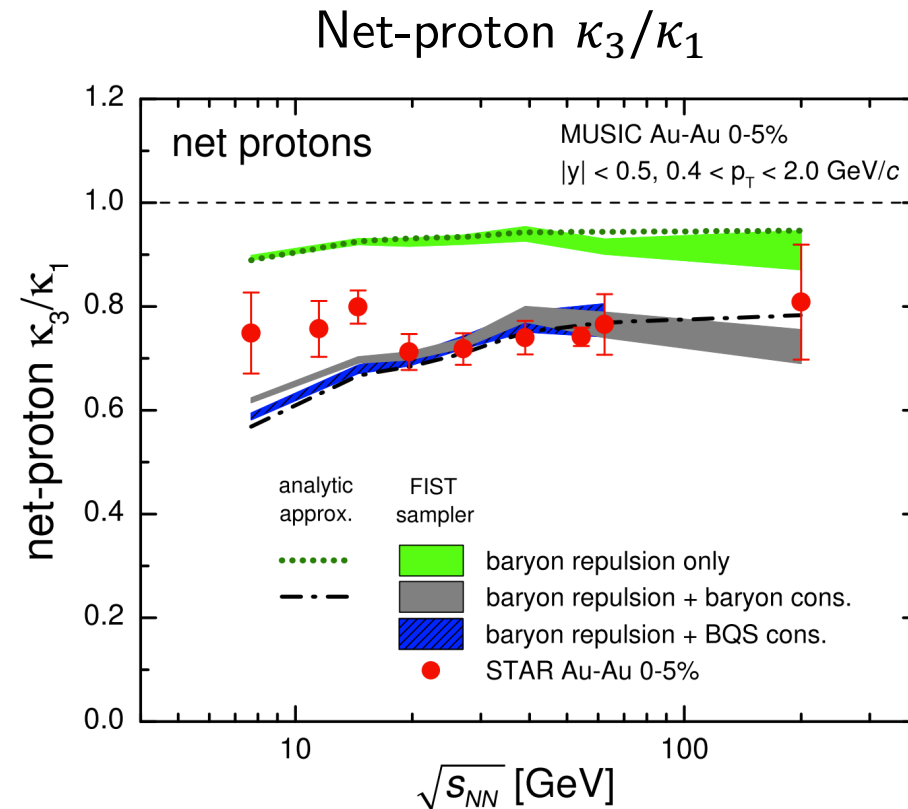 Net-proton κ₃/κ₁
net protons
MUSIC Au-Au 0-5%
|y| < 0.5, 0.4 < p_T < 2.0 GeV/c
1.2
1.0
0.8
0.6
0.4
0.2
0.0
net-proton κ₃/κ₁
analytic approx.
FIST sampler
baryon repulsion only
baryon repulsion + baryon cons.
baryon repulsion + BQS cons.
STAR Au-Au 0-5%
10
100
√s_NN [GeV]